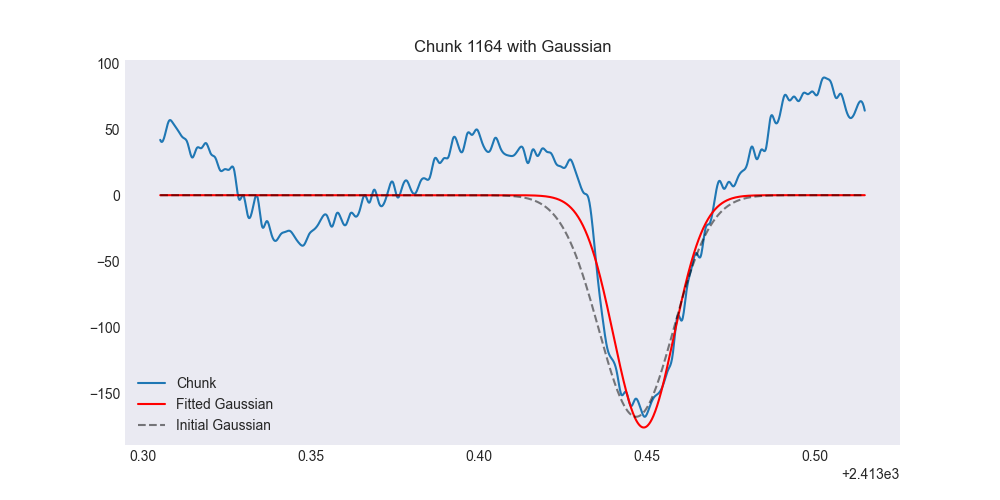 Chunk 1164 with Gaussian
100
50
0
−50
−100
−150
Chunk
Fitted Gaussian
Initial Gaussian
0.30 0.35 0.40 0.45 0.50
+2.413e3